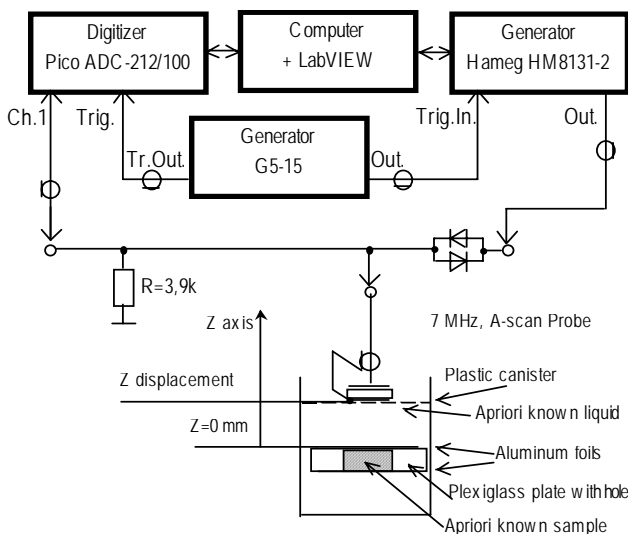 Digitizer
Pico ADC-212/100
Computer
+ LabVIEW
Generator
Hameg HM8131-2
Ch.1
Trig.
Trig.In.
Out.
Generator
G5-15
Tr.Out.
Out.
R=3,9k
Z axis
7 MHz, A-scan Probe
Z displacement
Plastic canister
Apriori known liquid
Z=0 mm
Aluminum foils
Plexiglass plate with hole
Apriori known sample